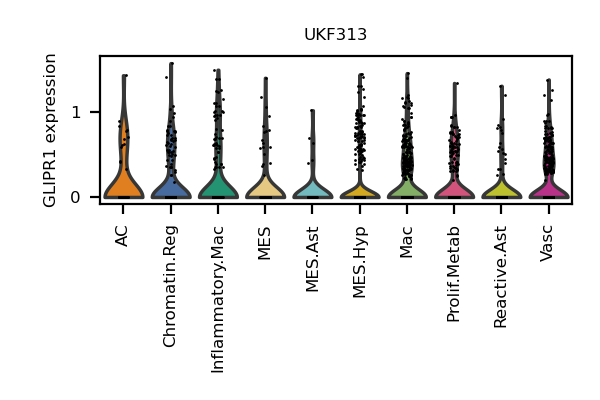 UKF313
GLIPR1 expression
1
0
AC
Chromatin.Reg
Inflammatory.Mac
MES
MES.Ast
MES.Hyp
Mac
Prolif.Metab
Reactive.Ast
Vasc